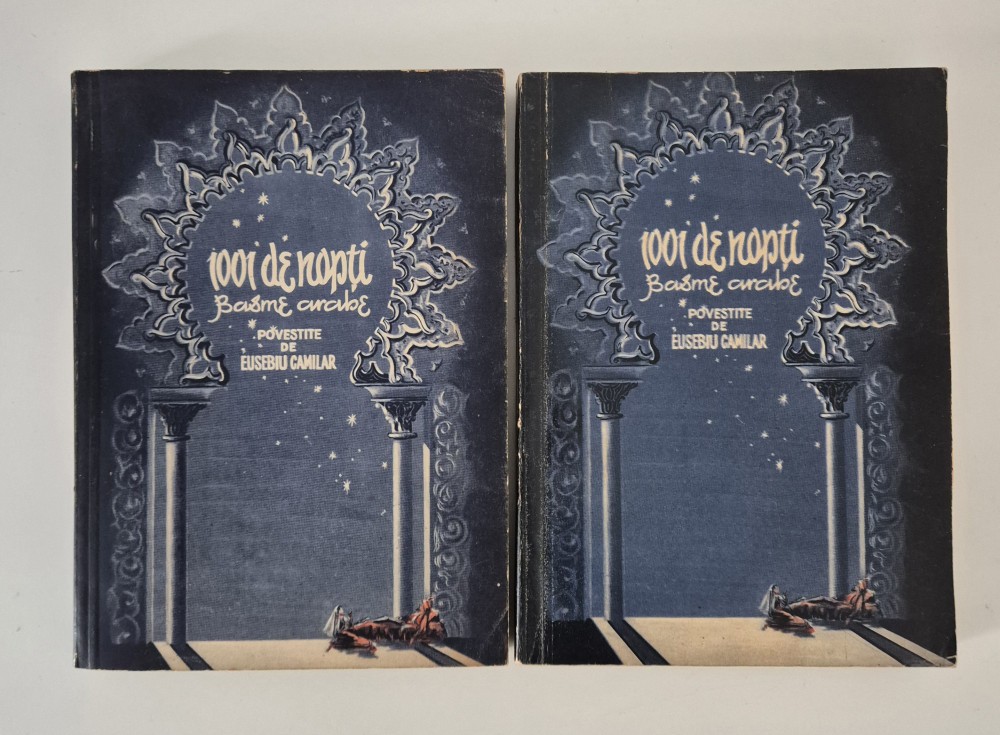 1001 de nopți
Basme arabe
POVESTITE
DE
EUSEBIU CAMILAR
1001 de nopți
Basme arabe
POVESTITE
DE
EUSEBIU CAMILAR